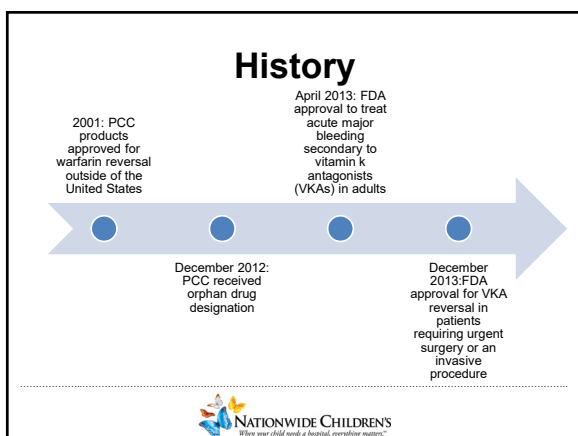 History
2001: PCC
products
approved for
warfarin reversal
outside of the
United States
December 2012:
PCC received
orphan drug
designation
April 2013: FDA
approval to treat
acute major
bleeding
secondary to
vitamin k
antagonists
(VKAs) in adults
December
2013:FDA
approval for VKA
reversal in
patients
requiring urgent
surgery or an
invasive
procedure
NATIONWIDE CHILDREN'S
When your child needs a hospital, everything matters.™